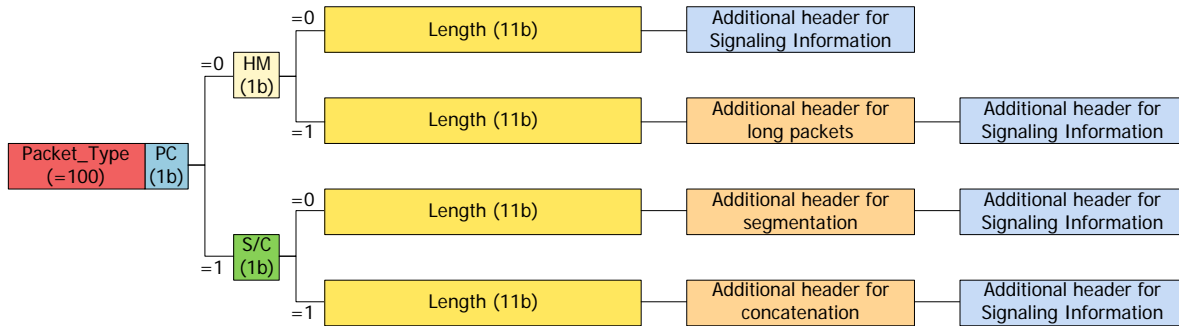 =0
Length (11b)
Additional header for
Signaling Information
=0
HM
(1b)
=1
Length (11b)
Additional header for
long packets
Additional header for
Signaling Information
Packet_Type
(=100)
PC
(1b)
=0
Length (11b)
Additional header for
segmentation
Additional header for
Signaling Information
=1
S/C
(1b)
=1
Length (11b)
Additional header for
concatenation
Additional header for
Signaling Information